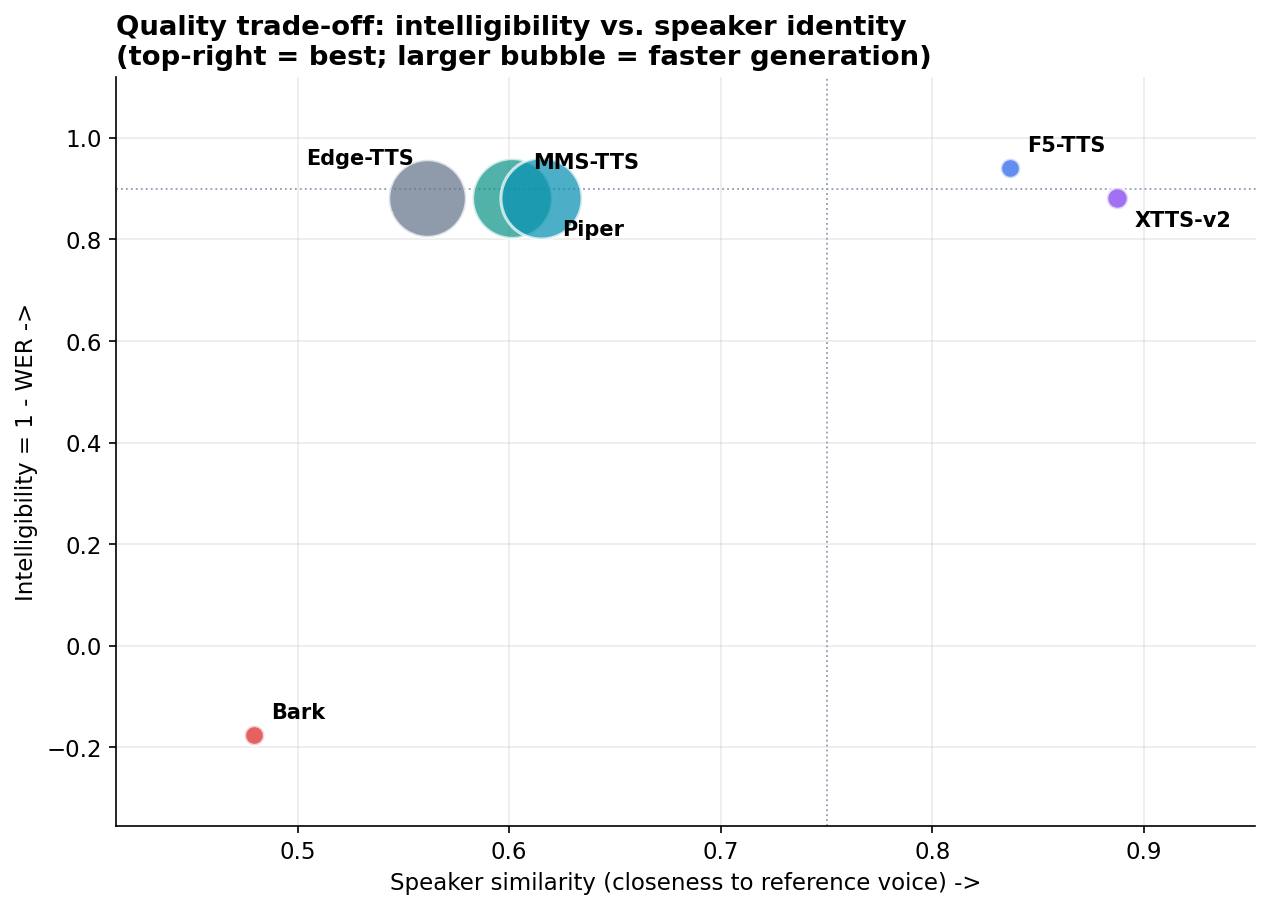 Quality trade-off: intelligibility vs. speaker identity
(top-right = best; larger bubble = faster generation)
Intelligibility = 1 - WER ->
1.0
0.8
0.6
0.4
0.2
0.0
−0.2
Edge-TTS
MMS-TTS
Piper
F5-TTS
XTTS-v2
Bark
0.5
0.6
0.7
0.8
0.9
Speaker similarity (closeness to reference voice) ->